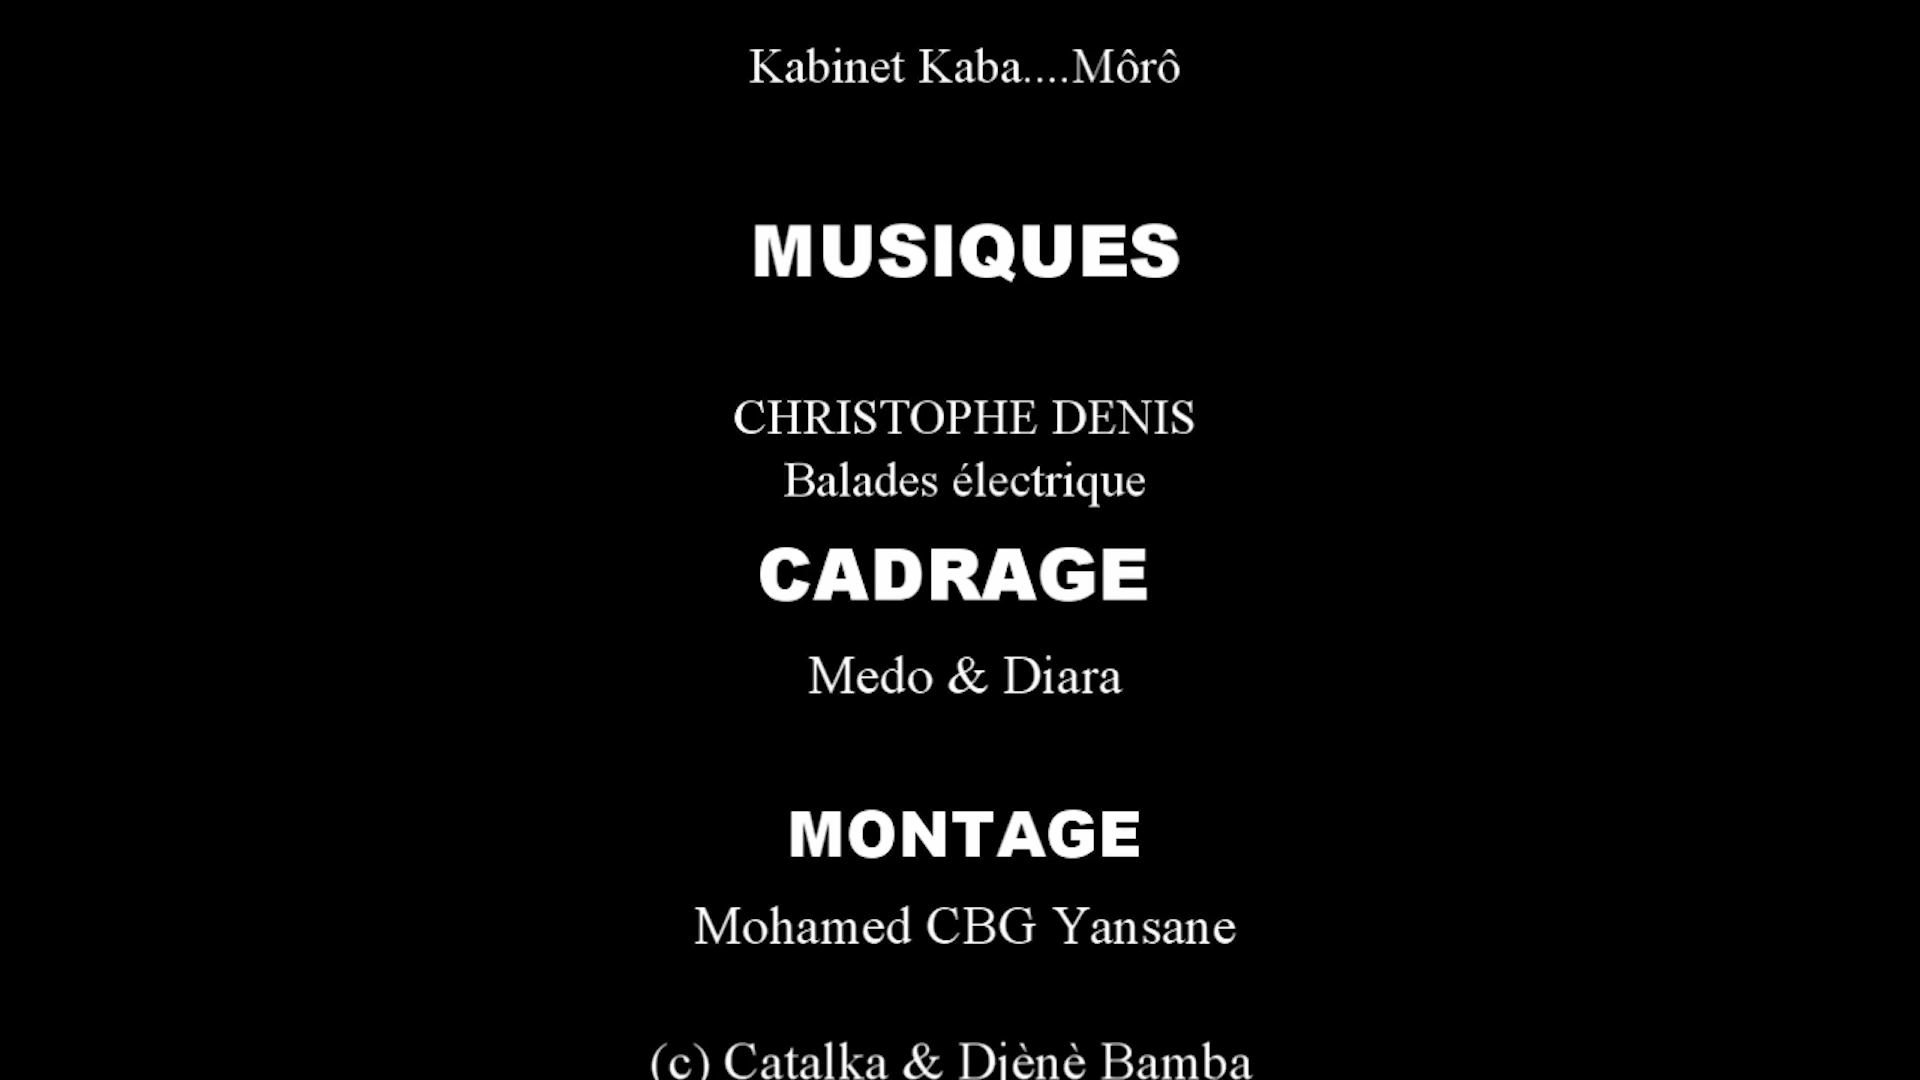 Kabinet Kaba....Môrô
MUSIQUES
CHRISTOPHE DENIS
Balades électrique
CADRAGE
Medo & Diara
MONTAGE
Mohamed CBG Yansane
(c) Catalka & Djènè Bamba